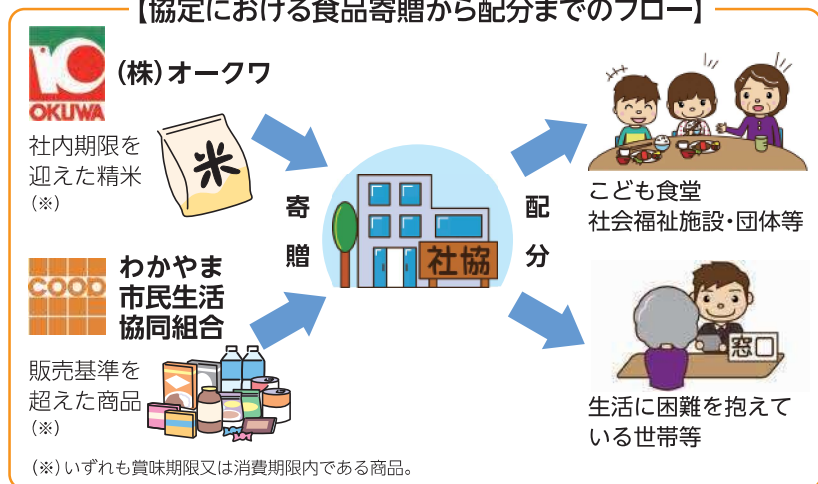 【協定における食品寄贈から配分までのフロー】
OKUWA
(株)オークワ
社内期限を
迎えた精米
(※)
米
COOP
わかやま
市民生活
協同組合
販売基準を
超えた商品
(※)
寄贈
社協
配分
こども食堂
社会福祉施設・団体等
窓口
生活に困難を抱えて
いる世帯等
(※)いずれも賞味期限又は消費期限内である商品。